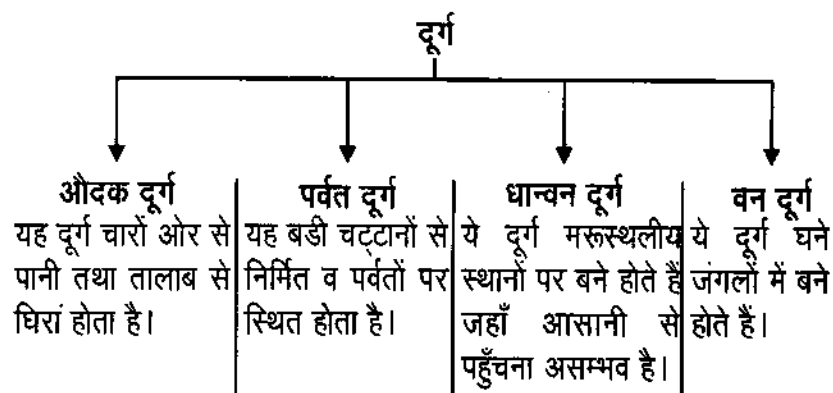 दूर्ग
औदक दूर्ग
यह दूर्ग चारों ओर से
पानी तथा तालाब से
घिरां होता है।
पर्वत दूर्ग
यह बडी चट्टानों से
निर्मित व पर्वतों पर
स्थित होता है।
धान्वन दूर्ग
ये दूर्ग मरूस्थलीय
स्थानों पर बने होते हैं
जहाँ आसानी से
पहुँचना असम्भव है।
वन दूर्ग
ये दूर्ग घने
जंगलों में बने
होते हैं।